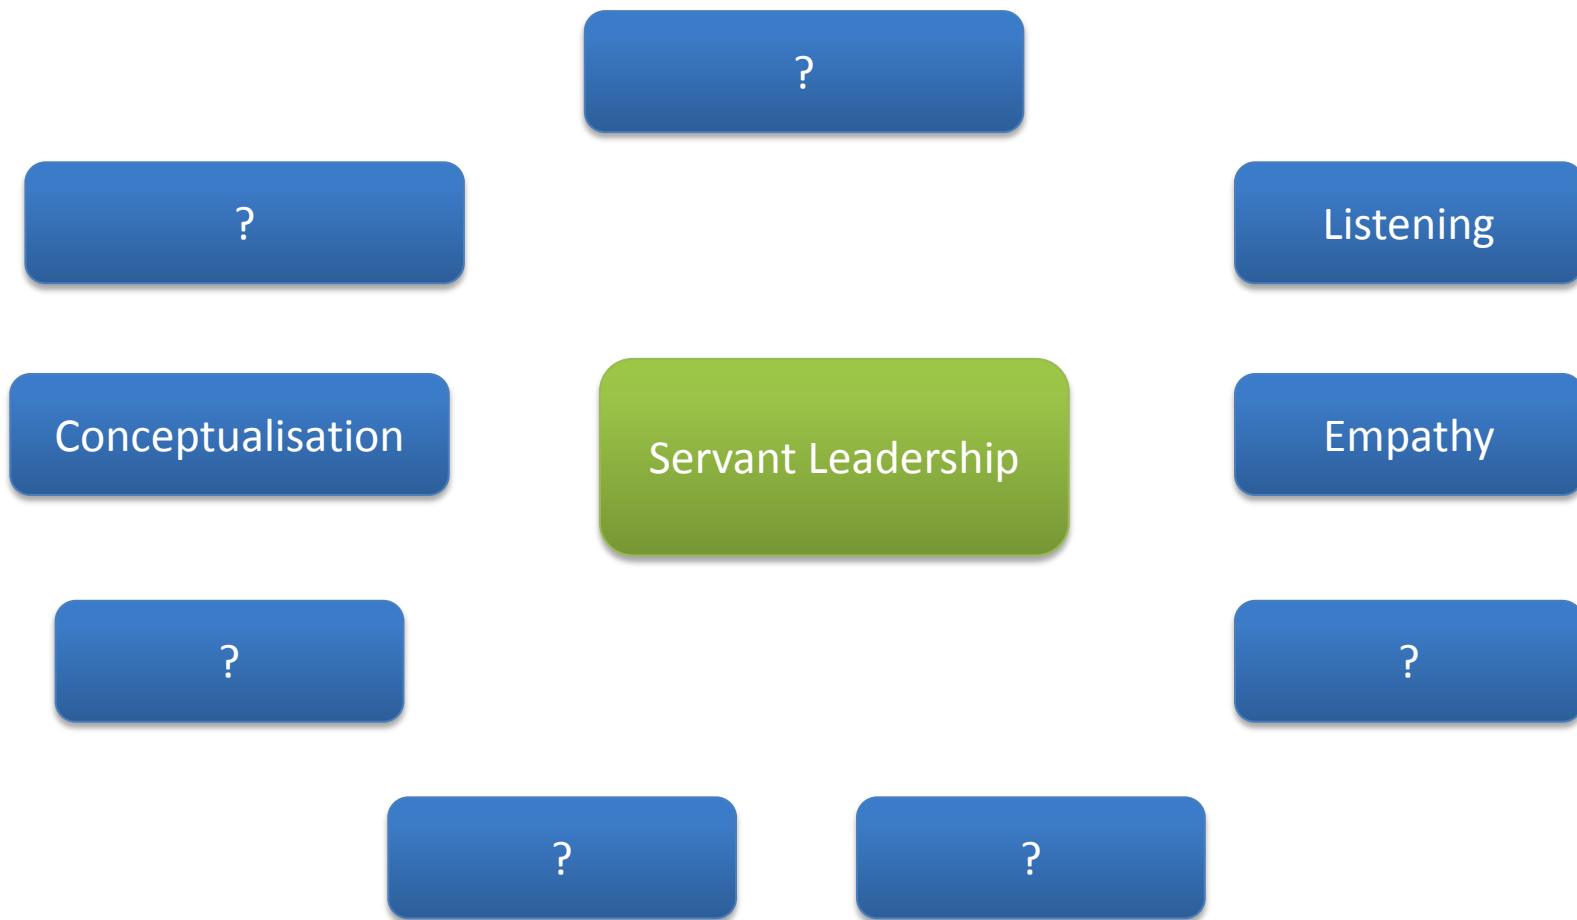 ?
?
Listening
Conceptualisation
Servant Leadership
Empathy
?
?
?
?